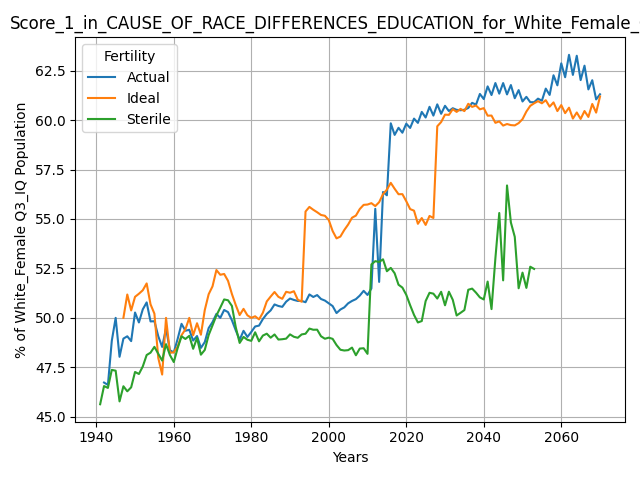 Score_1_in_CAUSE_OF_RACE_DIFFERENCES_EDUCATION_for_White_Female_
Fertility
Actual
Ideal
Sterile
% of White_Female Q3_IQ Population
62.5
60.0
57.5
55.0
52.5
50.0
47.5
45.0
1940 1960 1980 2000 2020 2040 2060
Years